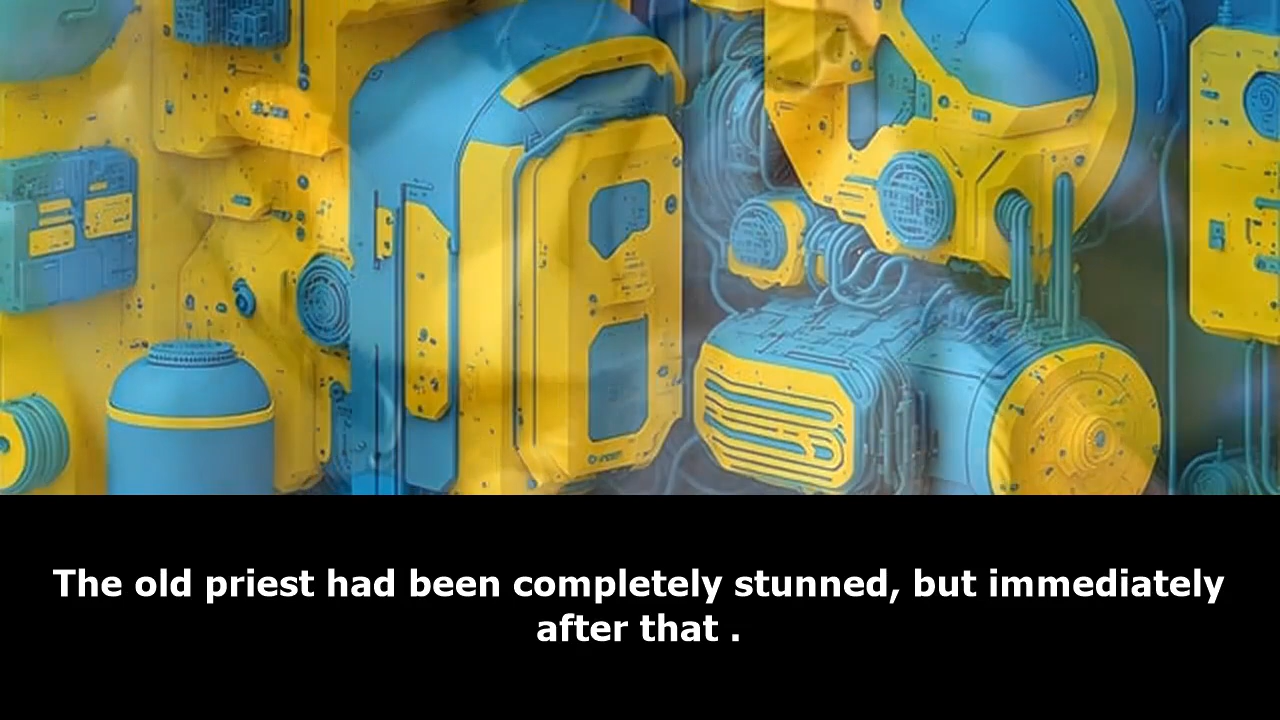 The old priest had been completely stunned, but immediately
after that .